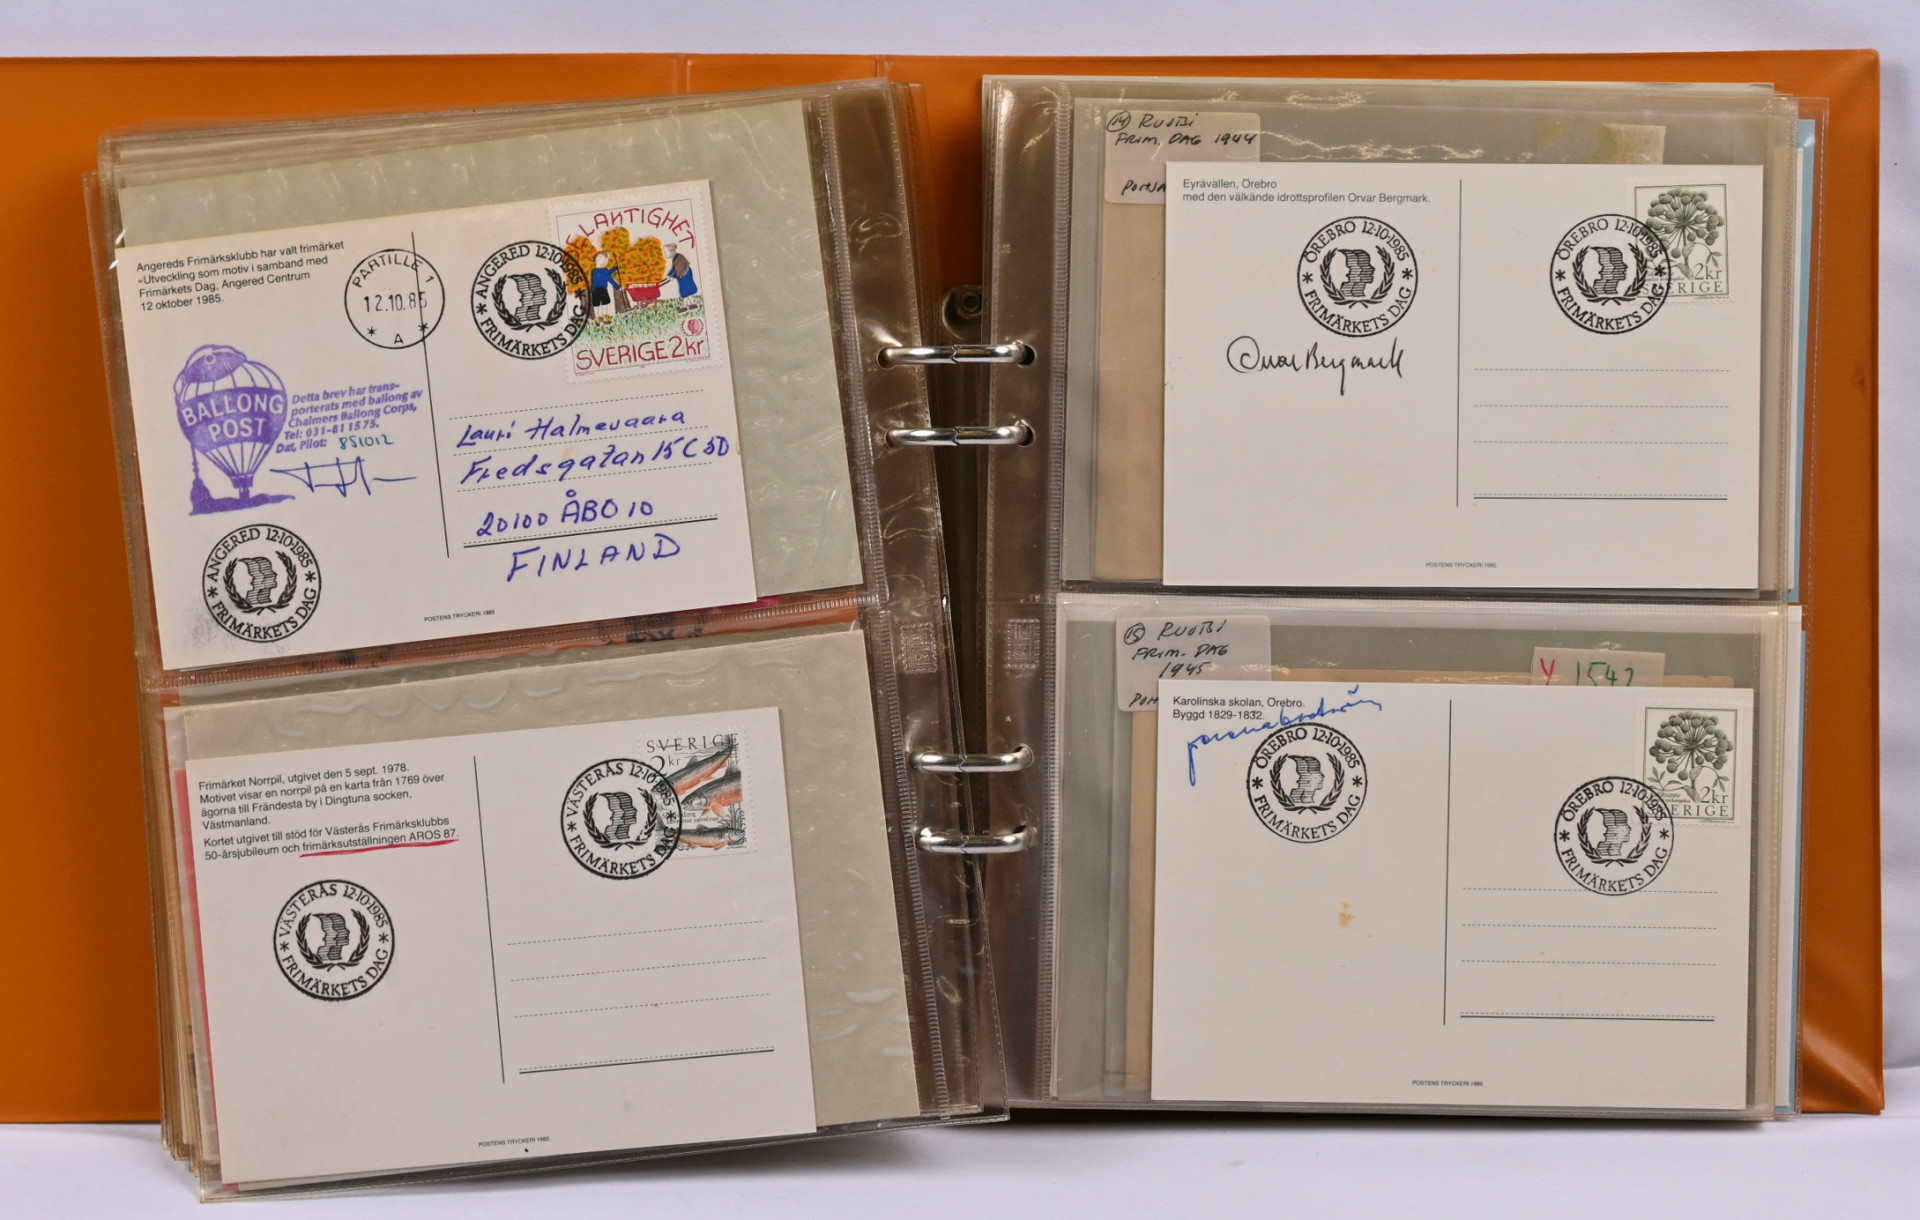 Angereds Frimärksklubb har valt frimärket
"Utveckling som motiv i samband med
Frimärkets Dag, Angered Centrum
12 oktober 1985.
PARTILLE 1
12.10.85
* A *
* ANGERED 12·10·1985 *
FRIMÄRKETS DAG
LAKTIGHET
SVERIGE 2kr
BALLONG
POST
Detta brev har trans-
porterats med ballong av
Chalmers Ballong Corps,
Tel: 031-81 1575.
Dat, Pilot: 851012
Lauri Halmevaara
Fredsgatan 15 C 50
20100 ÅBO 10
FINLAND
* ANGERED 12·10·1985 *
FRIMÄRKETS DAG
POSTENS TRYCKERI 1985
Frimärket Norrpil, utgivet den 5 sept. 1978.
Motivet visar en norrpil på en karta från 1769 över
ägorna till Frändesta by i Dingtuna socken,
Västmanland.
Kortet utgivet till stöd för Västerås Frimärksklubbs
50-årsjubileum och frimärksutställningen AROS 87.
SVERIGE
2 kr
* VÄSTERÅS 12·10·1985 *
FRIMÄRKETS DAG
* VÄSTERÅS 12·10·1985 *
FRIMÄRKETS DAG
POSTENS TRYCKERI 1985
14 RUOTSI
FRIM. DAG 1944
Eyrävallen, Örebro
med den välkände idrottsprofilen Orvar Bergmark.
* ÖREBRO 12·10·1985 *
FRIMÄRKETS DAG
* ÖREBRO 12·10·1985 *
FRIMÄRKETS DAG
2kr
SVERIGE
Orvar Bergmark
POSTENS TRYCKERI 1985
15 RUOTSI
FRIM. DAG
1945
Y 1542
Karolinska skolan, Örebro.
Byggd 1829-1832.
* ÖREBRO 12·10·1985 *
FRIMÄRKETS DAG
* ÖREBRO 12·10·1985 *
FRIMÄRKETS DAG
2kr
SVERIGE
POSTENS TRYCKERI 1985